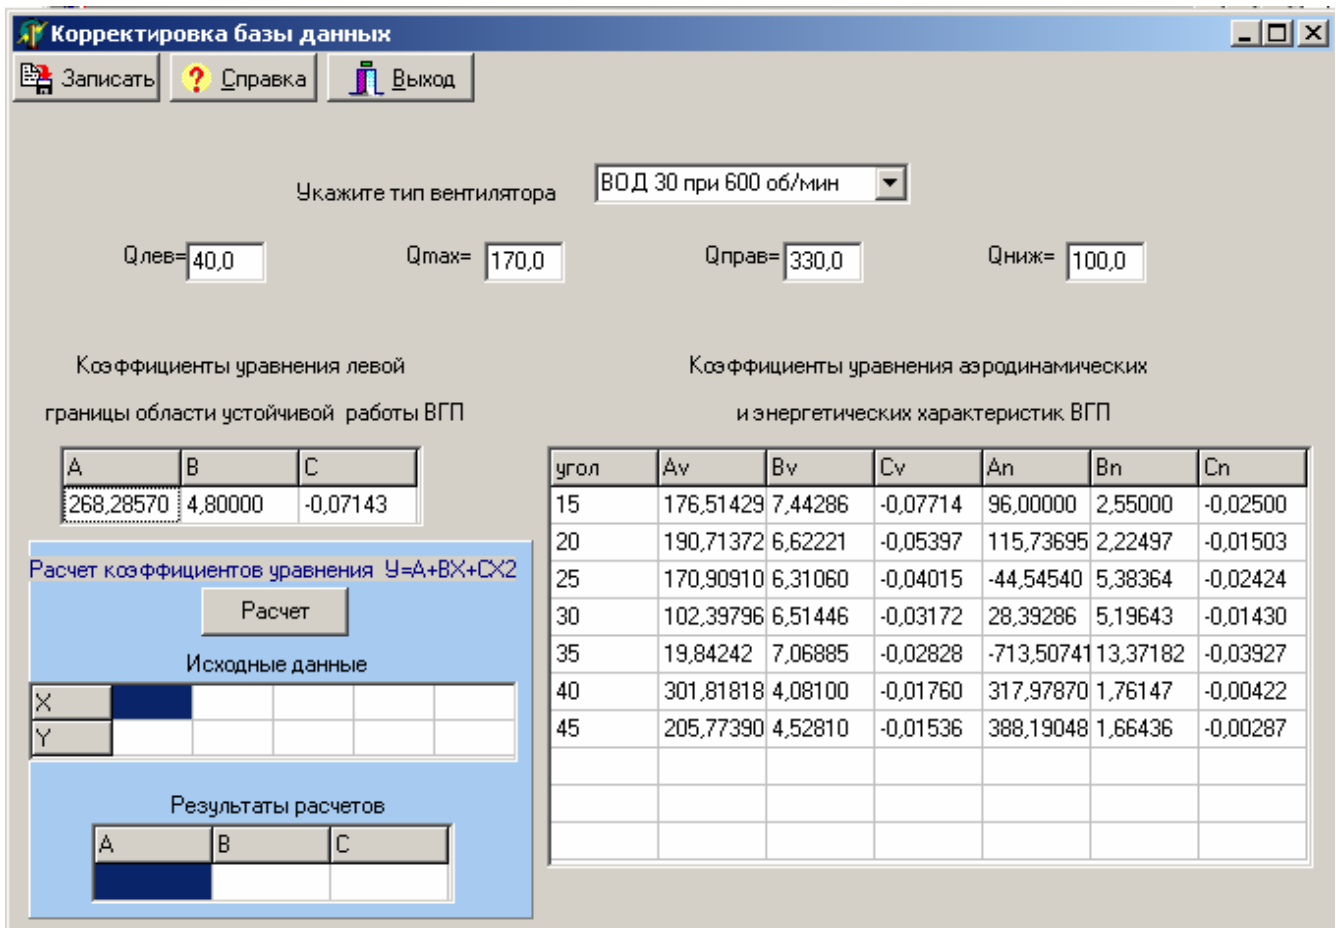 Корректировка базы данных
Записать Справка Выход
Укажите тип вентилятора ВОД 30 при 600 об/мин
Qлев= 40,0 Qmax= 170,0 Qправ= 330,0 Qниж= 100,0
Коэффициенты уравнения левой
границы области устойчивой работы ВГП
A B C
268,28570 4,80000 -0,07143
Коэффициенты уравнения аэродинамических
и энергетических характеристик ВГП
угол Av Bv Cv An Bn Cn
15 176,51429 7,44286 -0,07714 96,00000 2,55000 -0,02500
20 190,71372 6,62221 -0,05397 115,73695 2,22497 -0,01503
25 170,90910 6,31060 -0,04015 -44,54540 5,38364 -0,02424
30 102,39796 6,51446 -0,03172 28,39286 5,19643 -0,01430
35 19,84242 7,06885 -0,02828 -713,50741 13,37182 -0,03927
40 301,81818 4,08100 -0,01760 317,97870 1,76147 -0,00422
45 205,77390 4,52810 -0,01536 388,19048 1,66436 -0,00287
Расчет коэффициентов уравнения У=A+BX+CX2
Расчет
Исходные данные
X
Y
Результаты расчетов
A B C